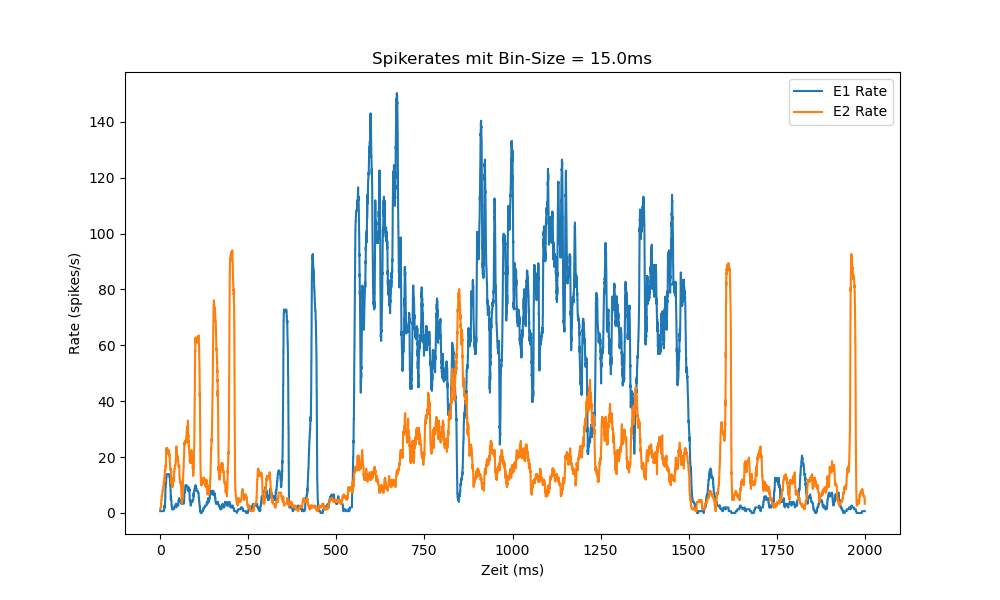 Spikerates mit Bin-Size = 15.0ms
E1 Rate
E2 Rate
Rate (spikes/s)
140
120
100
80
60
40
20
0
0 250 500 750 1000 1250 1500 1750 2000
Zeit (ms)